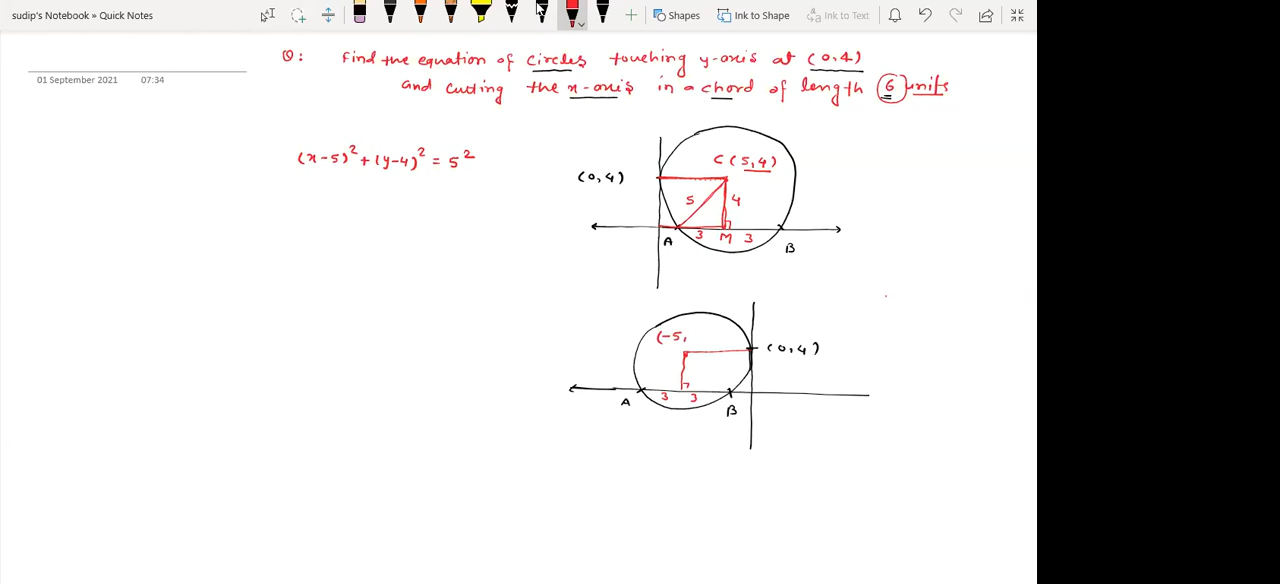 sudip's Notebook » Quick Notes
Shapes
Ink to Shape
Ink to Text
Q: Find the equation of circles touching y-axis at (0,4)
and cutting the x-axis in a chord of length 6 units
01 September 2021 07:34
(x-5)² + (y-4)² = 5²
C (5,4)
(0,4)
5
4
A
3
M
3
B
(-5,
(0,4)
3
3
A
B